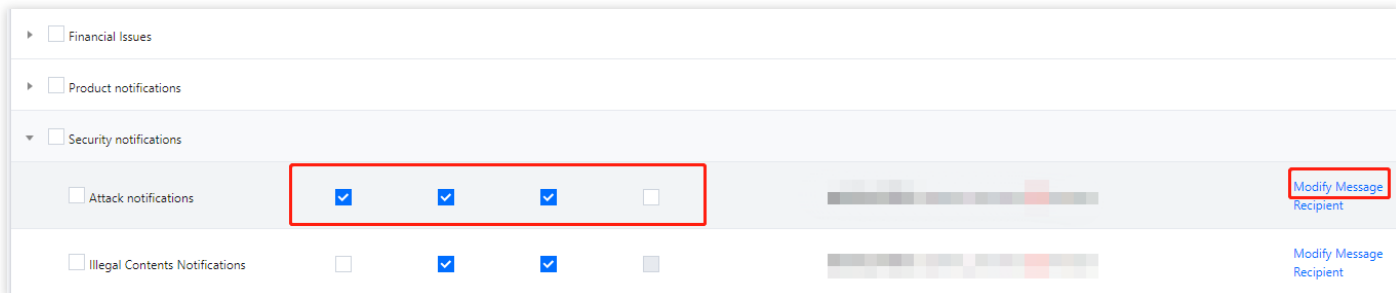 Financial Issues
Product notifications
Security notifications
Attack notifications
Modify Message
Recipient
Illegal Contents Notifications
Modify Message
Recipient